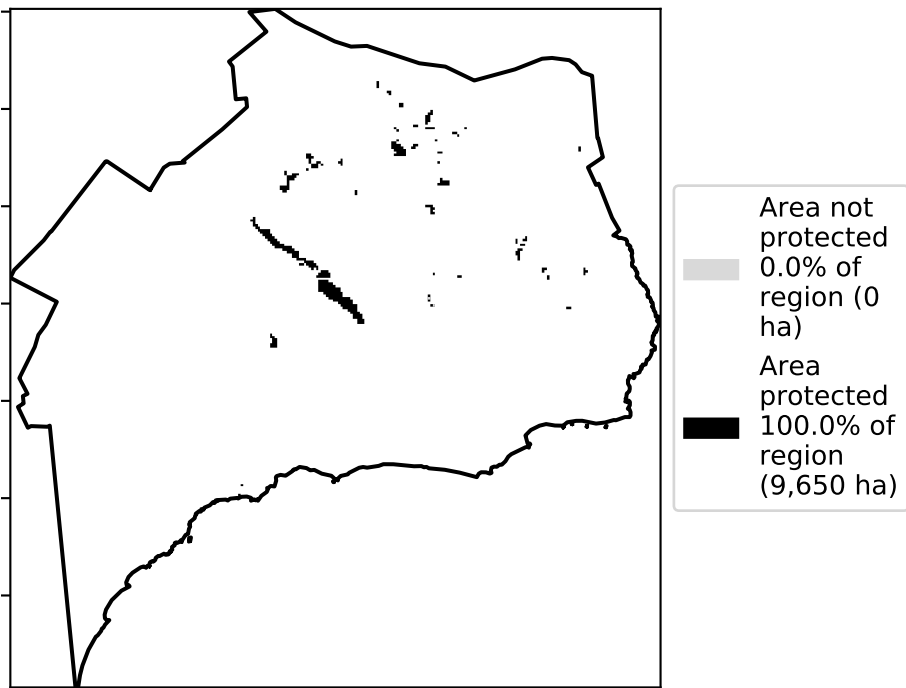 Area not
protected
0.0% of
region (0
ha)
Area
protected
100.0% of
region
(9,650 ha)